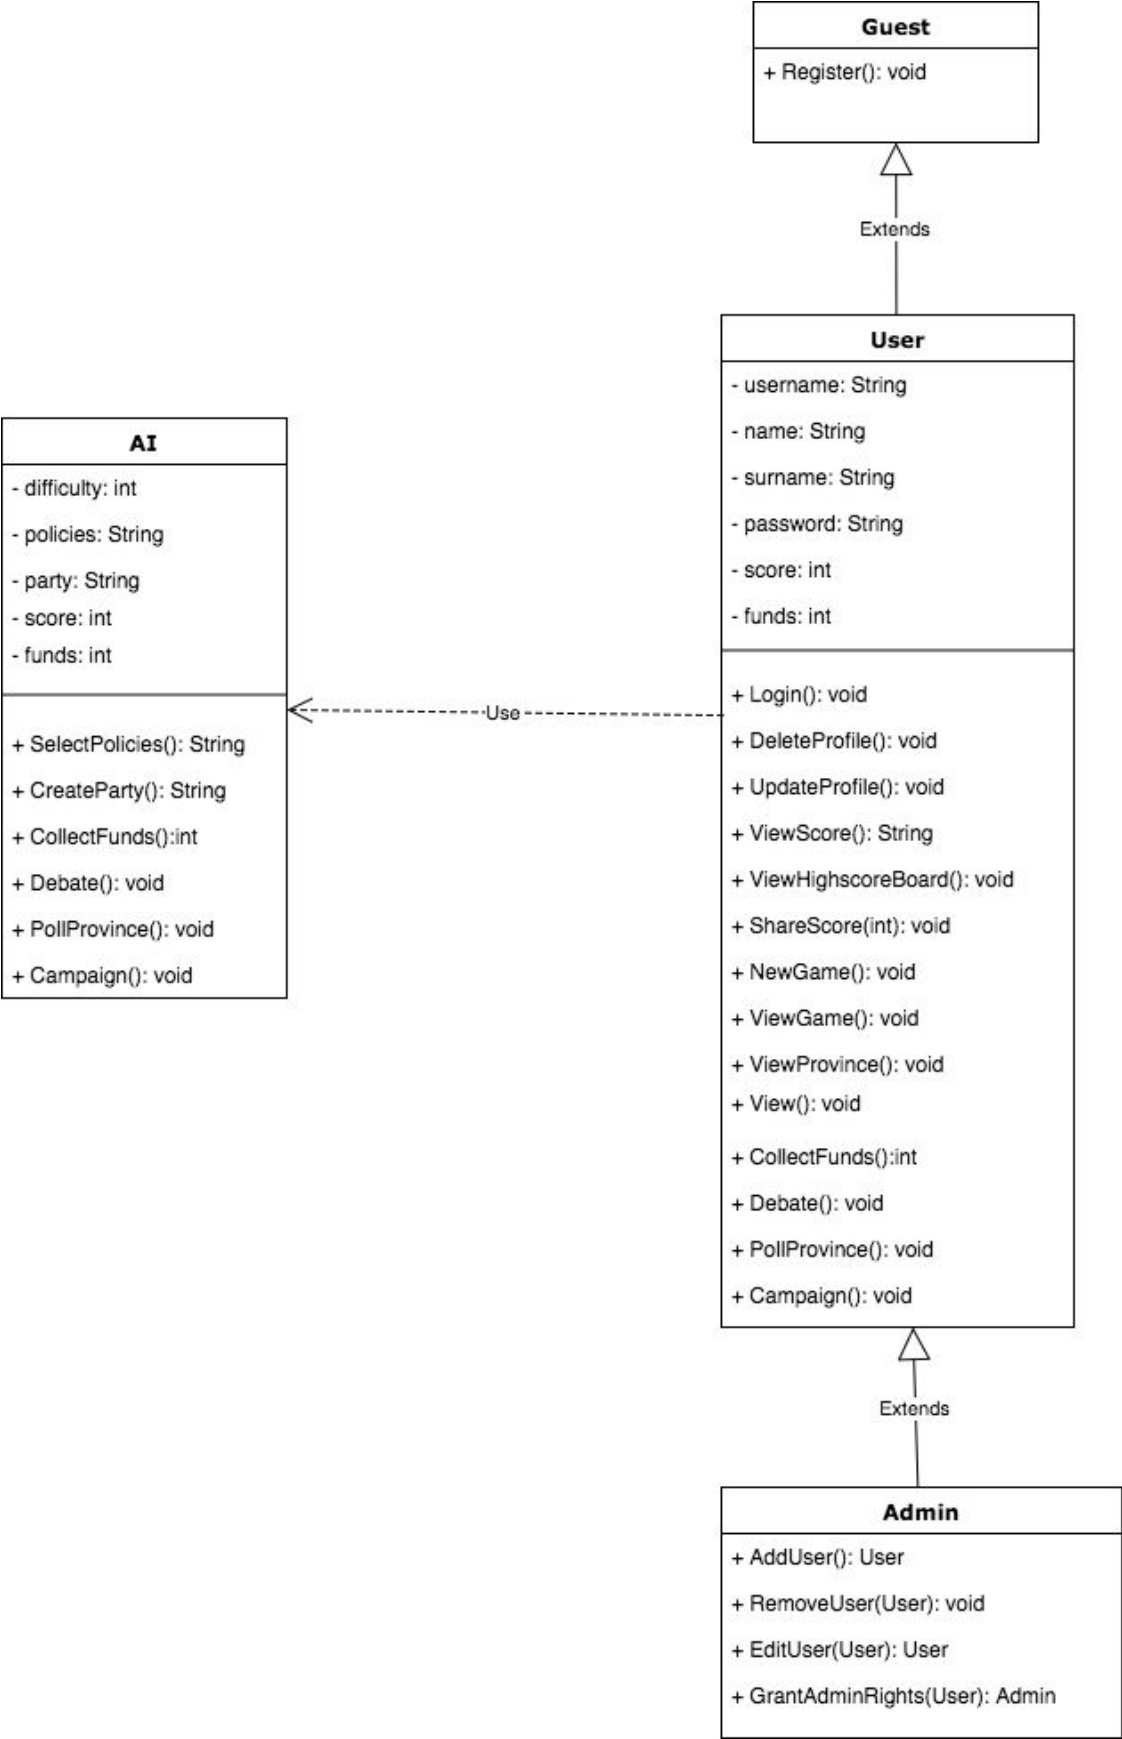 Guest
+ Register(): void
Extends
User
- username: String
- name: String
- surname: String
- password: String
- score: int
- funds: int
+ Login(): void
+ DeleteProfile(): void
+ UpdateProfile(): void
+ ViewScore(): String
+ ViewHighscoreBoard(): void
+ ShareScore(int): void
+ NewGame(): void
+ ViewGame(): void
+ ViewProvince(): void
+ View(): void
+ CollectFunds():int
+ Debate(): void
+ PollProvince(): void
+ Campaign(): void
AI
- difficulty: int
- policies: String
- party: String
- score: int
- funds: int
+ SelectPolicies(): String
+ CreateParty(): String
+ CollectFunds():int
+ Debate(): void
+ PollProvince(): void
+ Campaign(): void
Use
Extends
Admin
+ AddUser(): User
+ RemoveUser(User): void
+ EditUser(User): User
+ GrantAdminRights(User): Admin